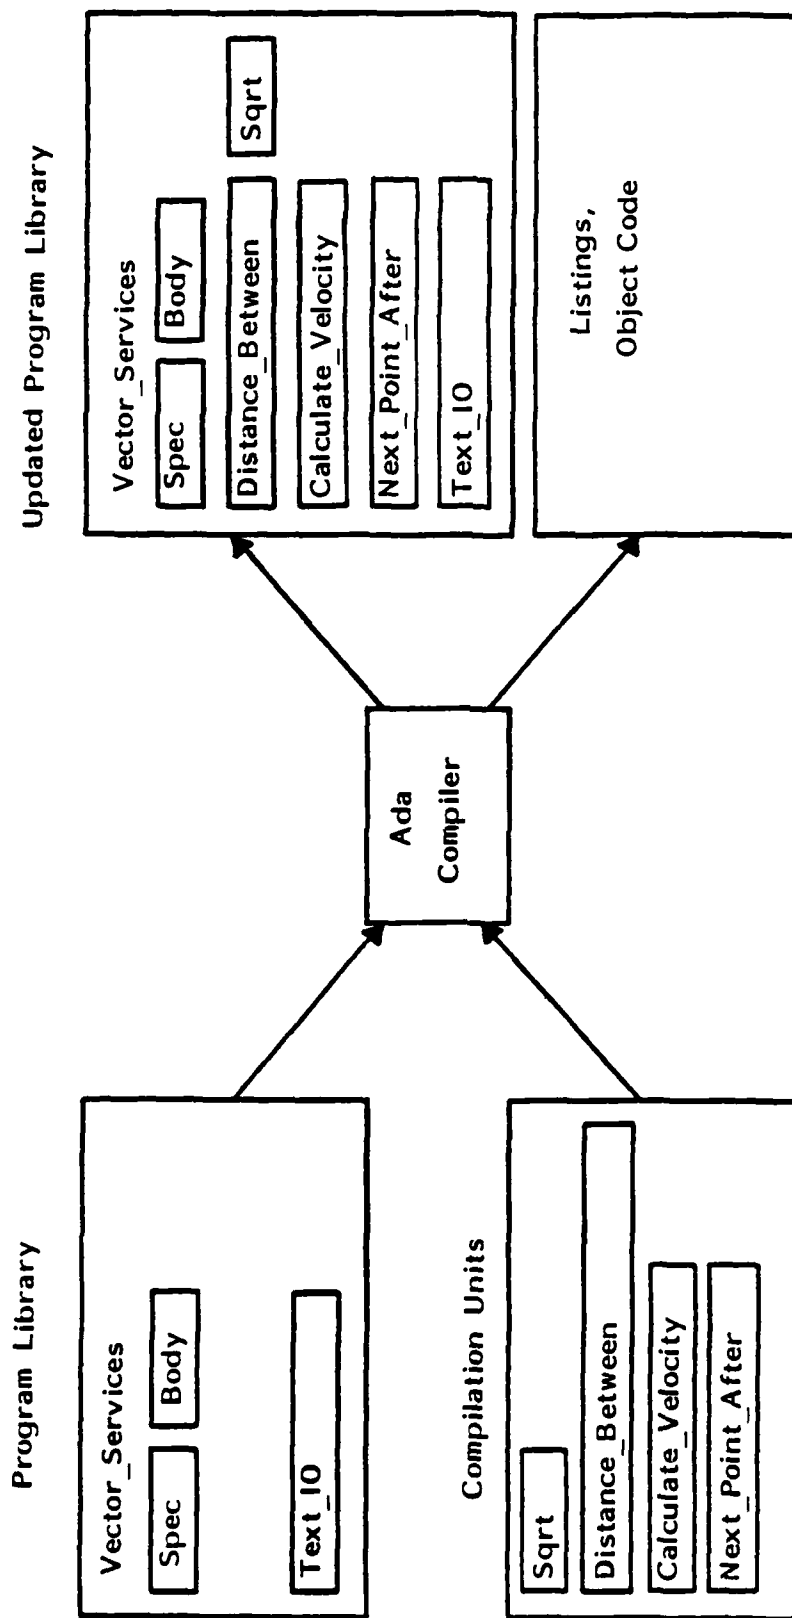 Program Library
Vector_Services
Spec
Body
Text_IO
Compilation Units
Sqrt
Distance_Between
Calculate_Velocity
Next_Point_After
Ada
Compiler
Updated Program Library
Vector_Services
Spec
Body
Distance_Between
Sqrt
Calculate_Velocity
Next_Point_After
Text_IO
Listings,
Object Code